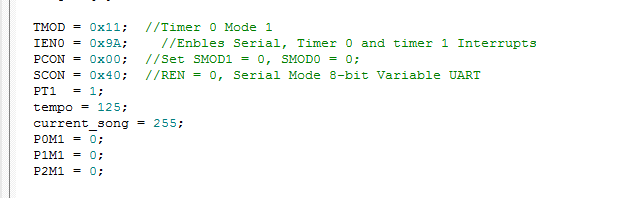 TMOD = 0x11;  //Timer 0 Mode 1
IEN0 = 0x9A;    //Enbles Serial, Timer 0 and timer 1 Interrupts
PCON = 0x00;  //Set SMOD1 = 0, SMOD0 = 0;
SCON = 0x40;  //REN = 0, Serial Mode 8-bit Variable UART
PT1  = 1;
tempo = 125;
current_song = 255;
P0M1 = 0;
P1M1 = 0;
P2M1 = 0;